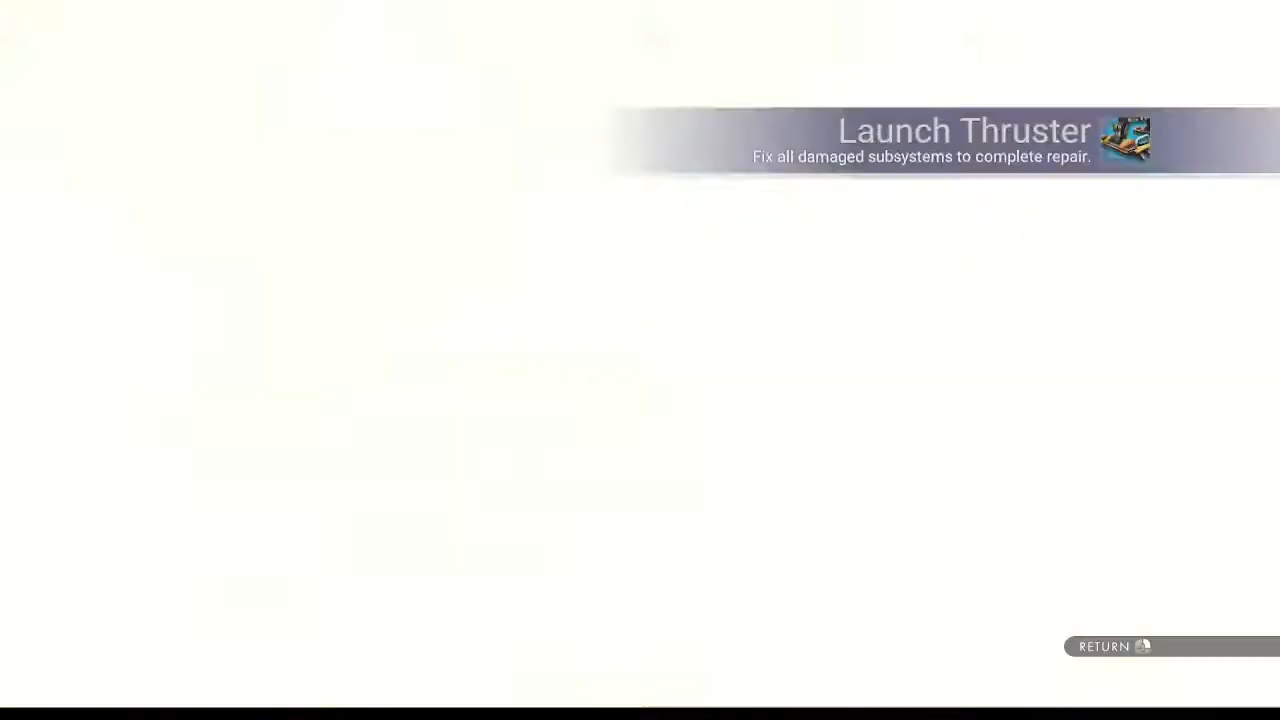 Launch Thruster
Fix all damaged subsystems to complete repair.
RETURN